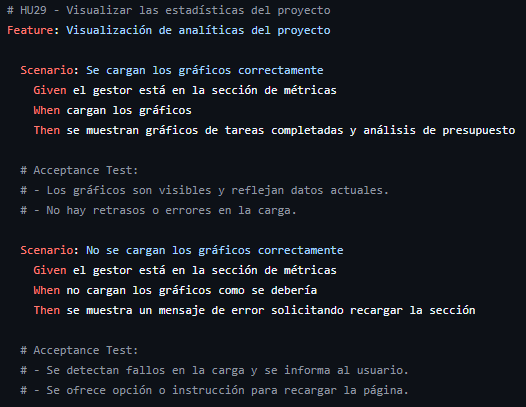 # HU29 - Visualizar las estadísticas del proyecto
Feature: Visualización de analíticas del proyecto
Scenario: Se cargan los gráficos correctamente
Given el gestor está en la sección de métricas
When cargan los gráficos
Then se muestran gráficos de tareas completadas y análisis de presupuesto
# Acceptance Test:
# - Los gráficos son visibles y reflejan datos actuales.
# - No hay retrasos o errores en la carga.
Scenario: No se cargan los gráficos correctamente
Given el gestor está en la sección de métricas
When no cargan los gráficos como se debería
Then se muestra un mensaje de error solicitando recargar la sección
# Acceptance Test:
# - Se detectan fallos en la carga y se informa al usuario.
# - Se ofrece opción o instrucción para recargar la página.